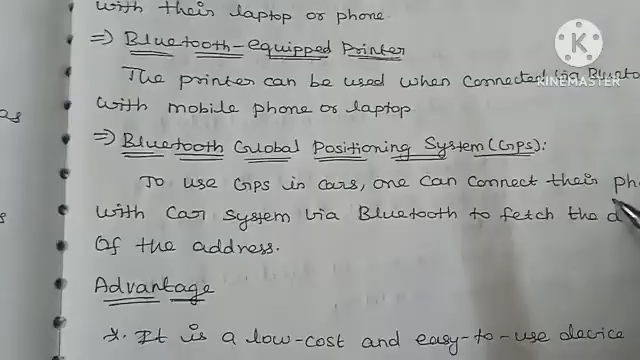 with their laptop or phone.
⇒ Bluetooth-equipped Printer
The printer can be used when connected via
with mobile phone or laptop
⇒ Bluetooth Global Positioning System (GPS):
To use GPS in cars, one can connect their
with Car System via Bluetooth to fetch the
Of the address.
Advantage
*. It is a low-cost and easy-to-use device
K
KINEMASTER